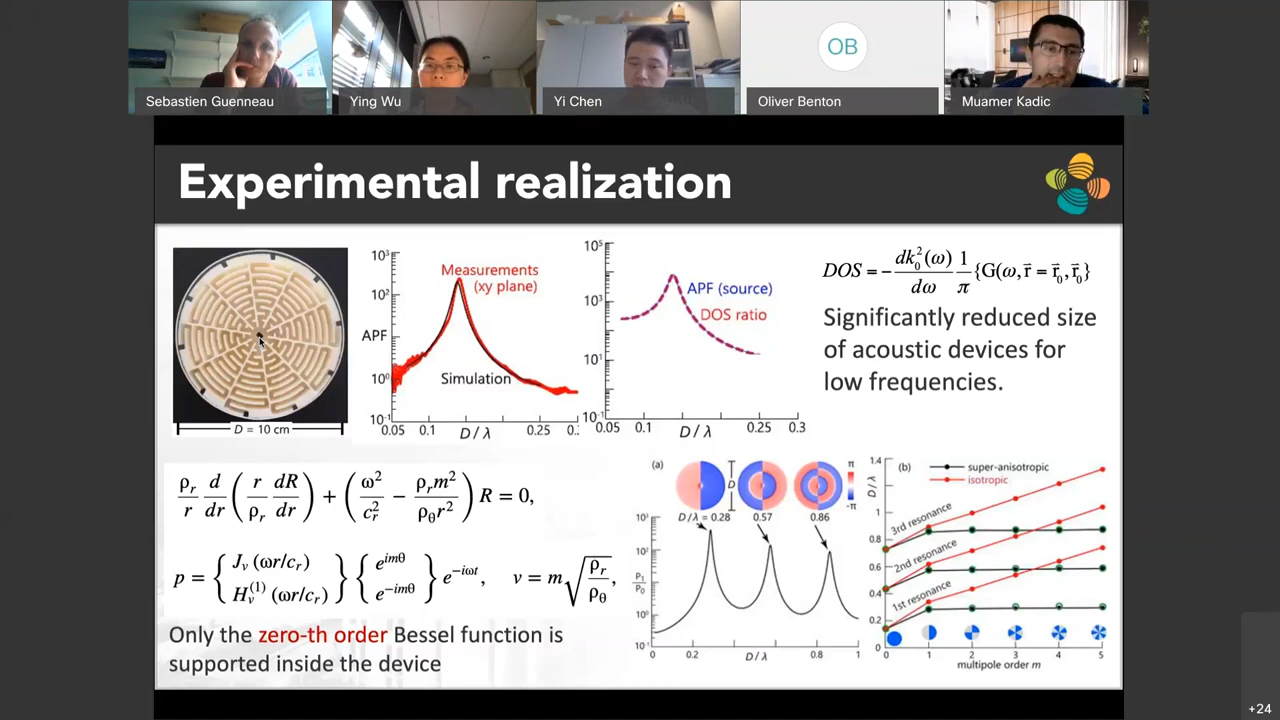 Sebastien Guenneau
Ying Wu
Yi Chen
OB
Oliver Benton
Muamer Kadic
Experimental realization
D = 10 cm
10³
10²
10⁰
10⁻¹
APF
Measurements
(xy plane)
Simulation
0.05 0.1 D / λ 0.25 0.:
10⁵
10³
10¹
10⁻¹
APF (source)
DOS ratio
0.05 0.1 D / λ 0.25 0.3
DOS = − dk₀²(ω)/dω 1/π {G(ω, r⃗ = r⃗₀, r⃗₀}
Significantly reduced size
of acoustic devices for
low frequencies.
ρᵣ/r d/dr (r/ρᵣ dR/dr) + (ω²/cᵣ² − ρᵣm²/ρθr²) R = 0,
p = { Jᵥ (ωr/cᵣ) Hᵥ⁽¹⁾ (ωr/cᵣ) } { e^{imθ} e^{−imθ} } e^{−iωt}, ν = m√(ρᵣ/ρθ),
Only the zero-th order Bessel function is
supported inside the device
(a)
D
π
-π
D/λ = 0.28 0.57 0.86
10³
10²
10⁰
10⁻¹
P₁/P₀
0 0.2 D/λ 0.8 1
(b)
super-anisotropic
isotropic
D/λ
1.4
1
0.8
0.6
0.4
0.2
0
3rd resonance
2nd resonance
1st resonance
0 1 2 3 4 5
multipole order m
+24